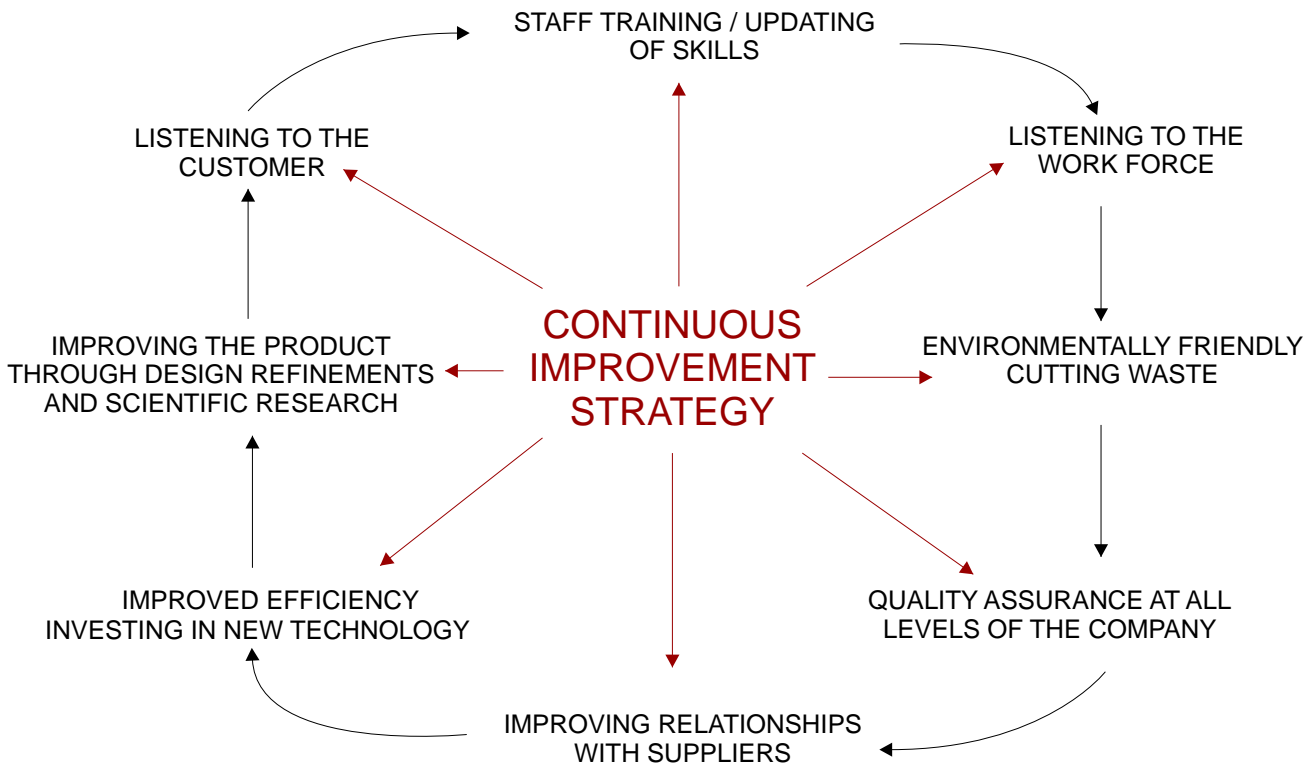 STAFF TRAINING / UPDATING
OF SKILLS
LISTENING TO THE
CUSTOMER
LISTENING TO THE
WORK FORCE
CONTINUOUS
IMPROVEMENT
STRATEGY
IMPROVING THE PRODUCT
THROUGH DESIGN REFINEMENTS
AND SCIENTIFIC RESEARCH
ENVIRONMENTALLY FRIENDLY
CUTTING WASTE
IMPROVED EFFICIENCY
INVESTING IN NEW TECHNOLOGY
QUALITY ASSURANCE AT ALL
LEVELS OF THE COMPANY
IMPROVING RELATIONSHIPS
WITH SUPPLIERS